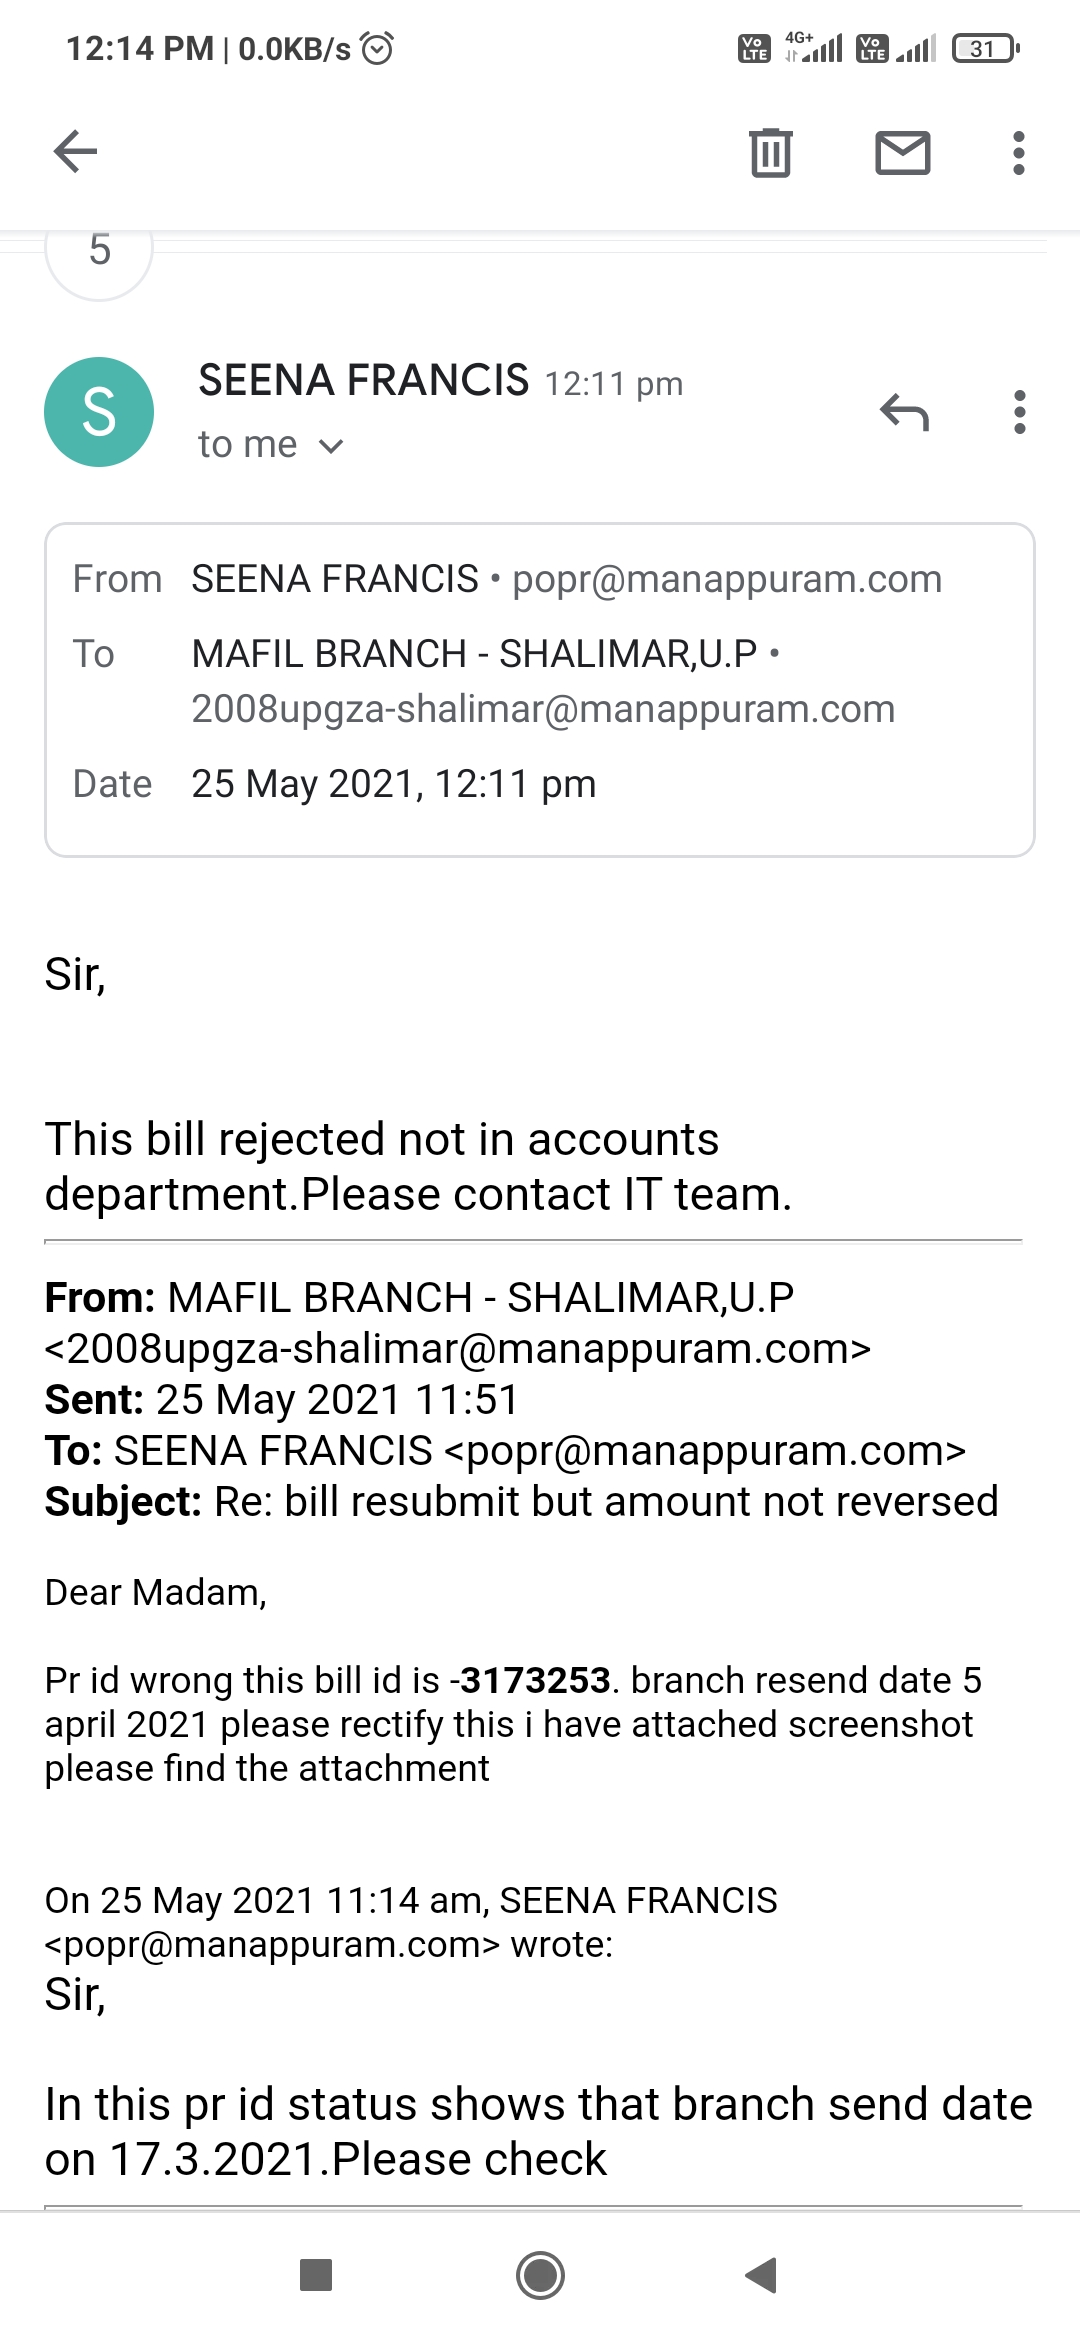 12:14 PM | 0.0KB/s
Vo LTE 4G+ Vo LTE 31
5
S
SEENA FRANCIS 12:11 pm
to me
From SEENA FRANCIS • popr@manappuram.com
To MAFIL BRANCH - SHALIMAR,U.P •
2008upgza-shalimar@manappuram.com
Date 25 May 2021, 12:11 pm
Sir,
This bill rejected not in accounts
department.Please contact IT team.
From: MAFIL BRANCH - SHALIMAR,U.P
<2008upgza-shalimar@manappuram.com>
Sent: 25 May 2021 11:51
To: SEENA FRANCIS <popr@manappuram.com>
Subject: Re: bill resubmit but amount not reversed
Dear Madam,
Pr id wrong this bill id is -3173253. branch resend date 5
april 2021 please rectify this i have attached screenshot
please find the attachment
On 25 May 2021 11:14 am, SEENA FRANCIS
<popr@manappuram.com> wrote:
Sir,
In this pr id status shows that branch send date
on 17.3.2021.Please check